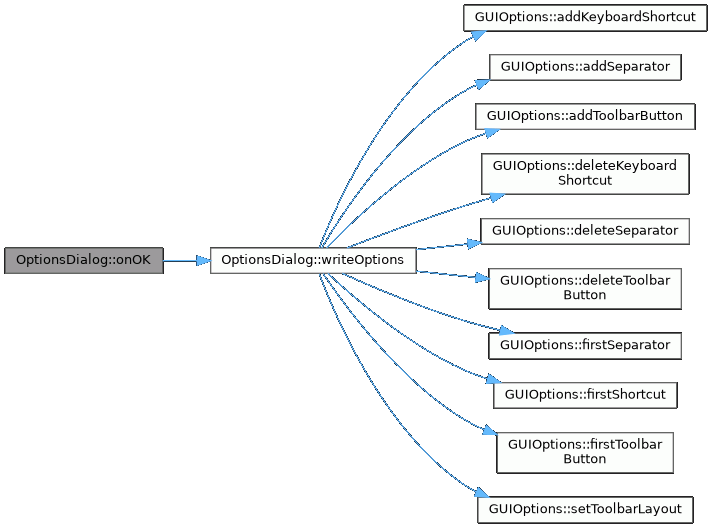 GUIOptions::addKeyboardShortcut
GUIOptions::addSeparator
GUIOptions::addToolbarButton
GUIOptions::deleteKeyboard
Shortcut
OptionsDialog::onOK
OptionsDialog::writeOptions
GUIOptions::deleteSeparator
GUIOptions::deleteToolbar
Button
GUIOptions::firstSeparator
GUIOptions::firstShortcut
GUIOptions::firstToolbar
Button
GUIOptions::setToolbarLayout